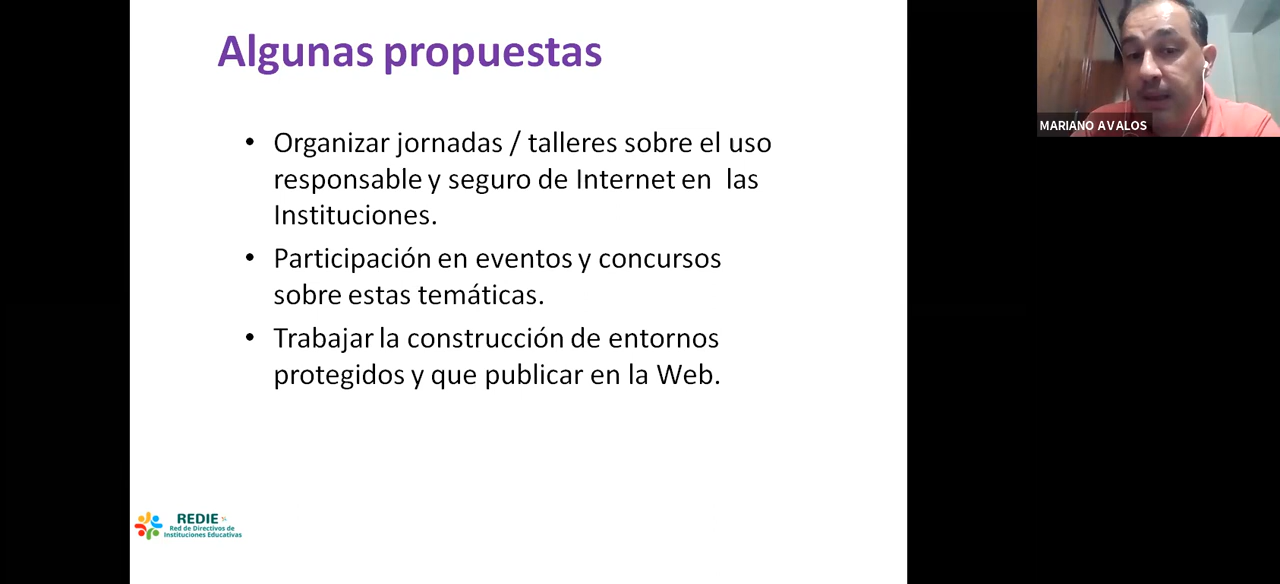 Algunas propuestas
• Organizar jornadas / talleres sobre el uso
responsable y seguro de Internet en las
Instituciones.
• Participación en eventos y concursos
sobre estas temáticas.
• Trabajar la construcción de entornos
protegidos y que publicar en la Web.
REDIE
Red de Directivos de
Instituciones Educativas
MARIANO AVALOS